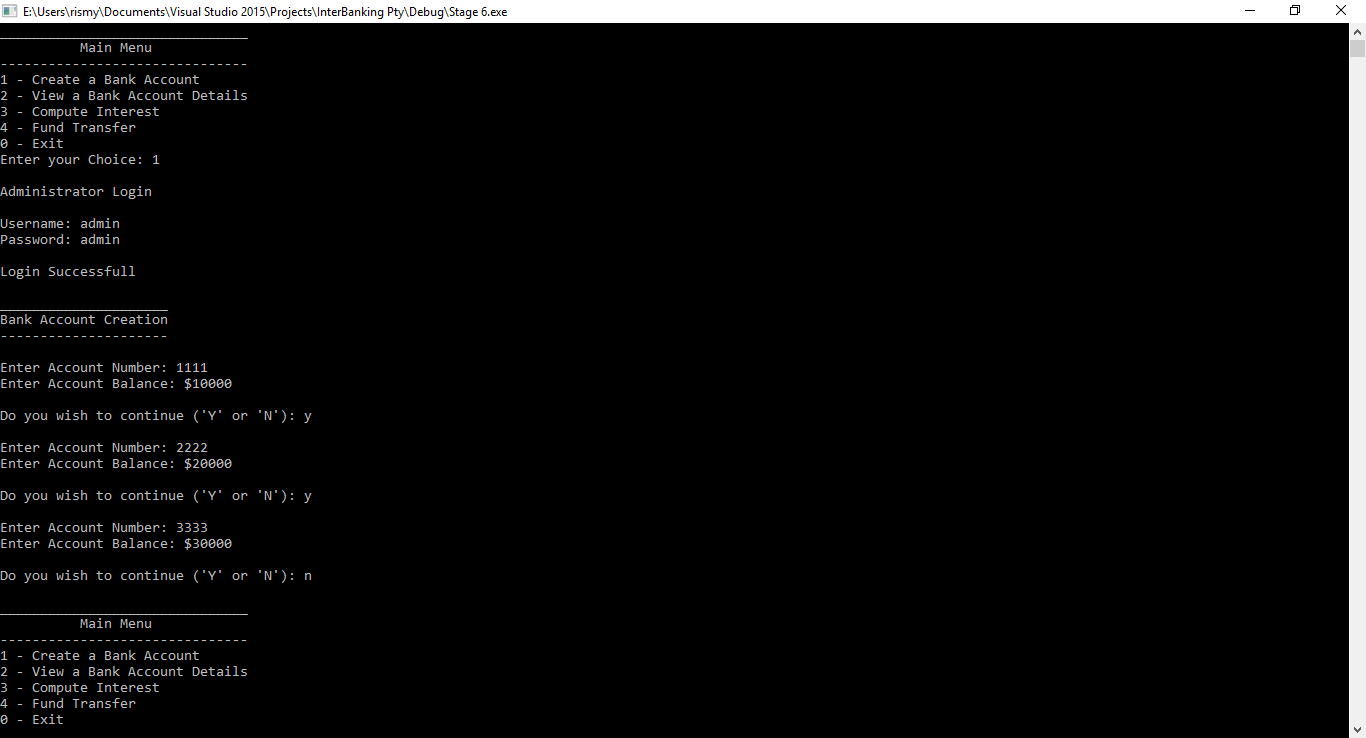 E:\Users\rismy\Documents\Visual Studio 2015\Projects\InterBanking Pty\Debug\Stage 6.exe
_______________________________
Main Menu
-------------------------------
1 - Create a Bank Account
2 - View a Bank Account Details
3 - Compute Interest
4 - Fund Transfer
0 - Exit
Enter your Choice: 1
Administrator Login
Username: admin
Password: admin
Login Successfull
_____________________
Bank Account Creation
---------------------
Enter Account Number: 1111
Enter Account Balance: $10000
Do you wish to continue ('Y' or 'N'): y
Enter Account Number: 2222
Enter Account Balance: $20000
Do you wish to continue ('Y' or 'N'): y
Enter Account Number: 3333
Enter Account Balance: $30000
Do you wish to continue ('Y' or 'N'): n
_______________________________
Main Menu
-------------------------------
1 - Create a Bank Account
2 - View a Bank Account Details
3 - Compute Interest
4 - Fund Transfer
0 - Exit